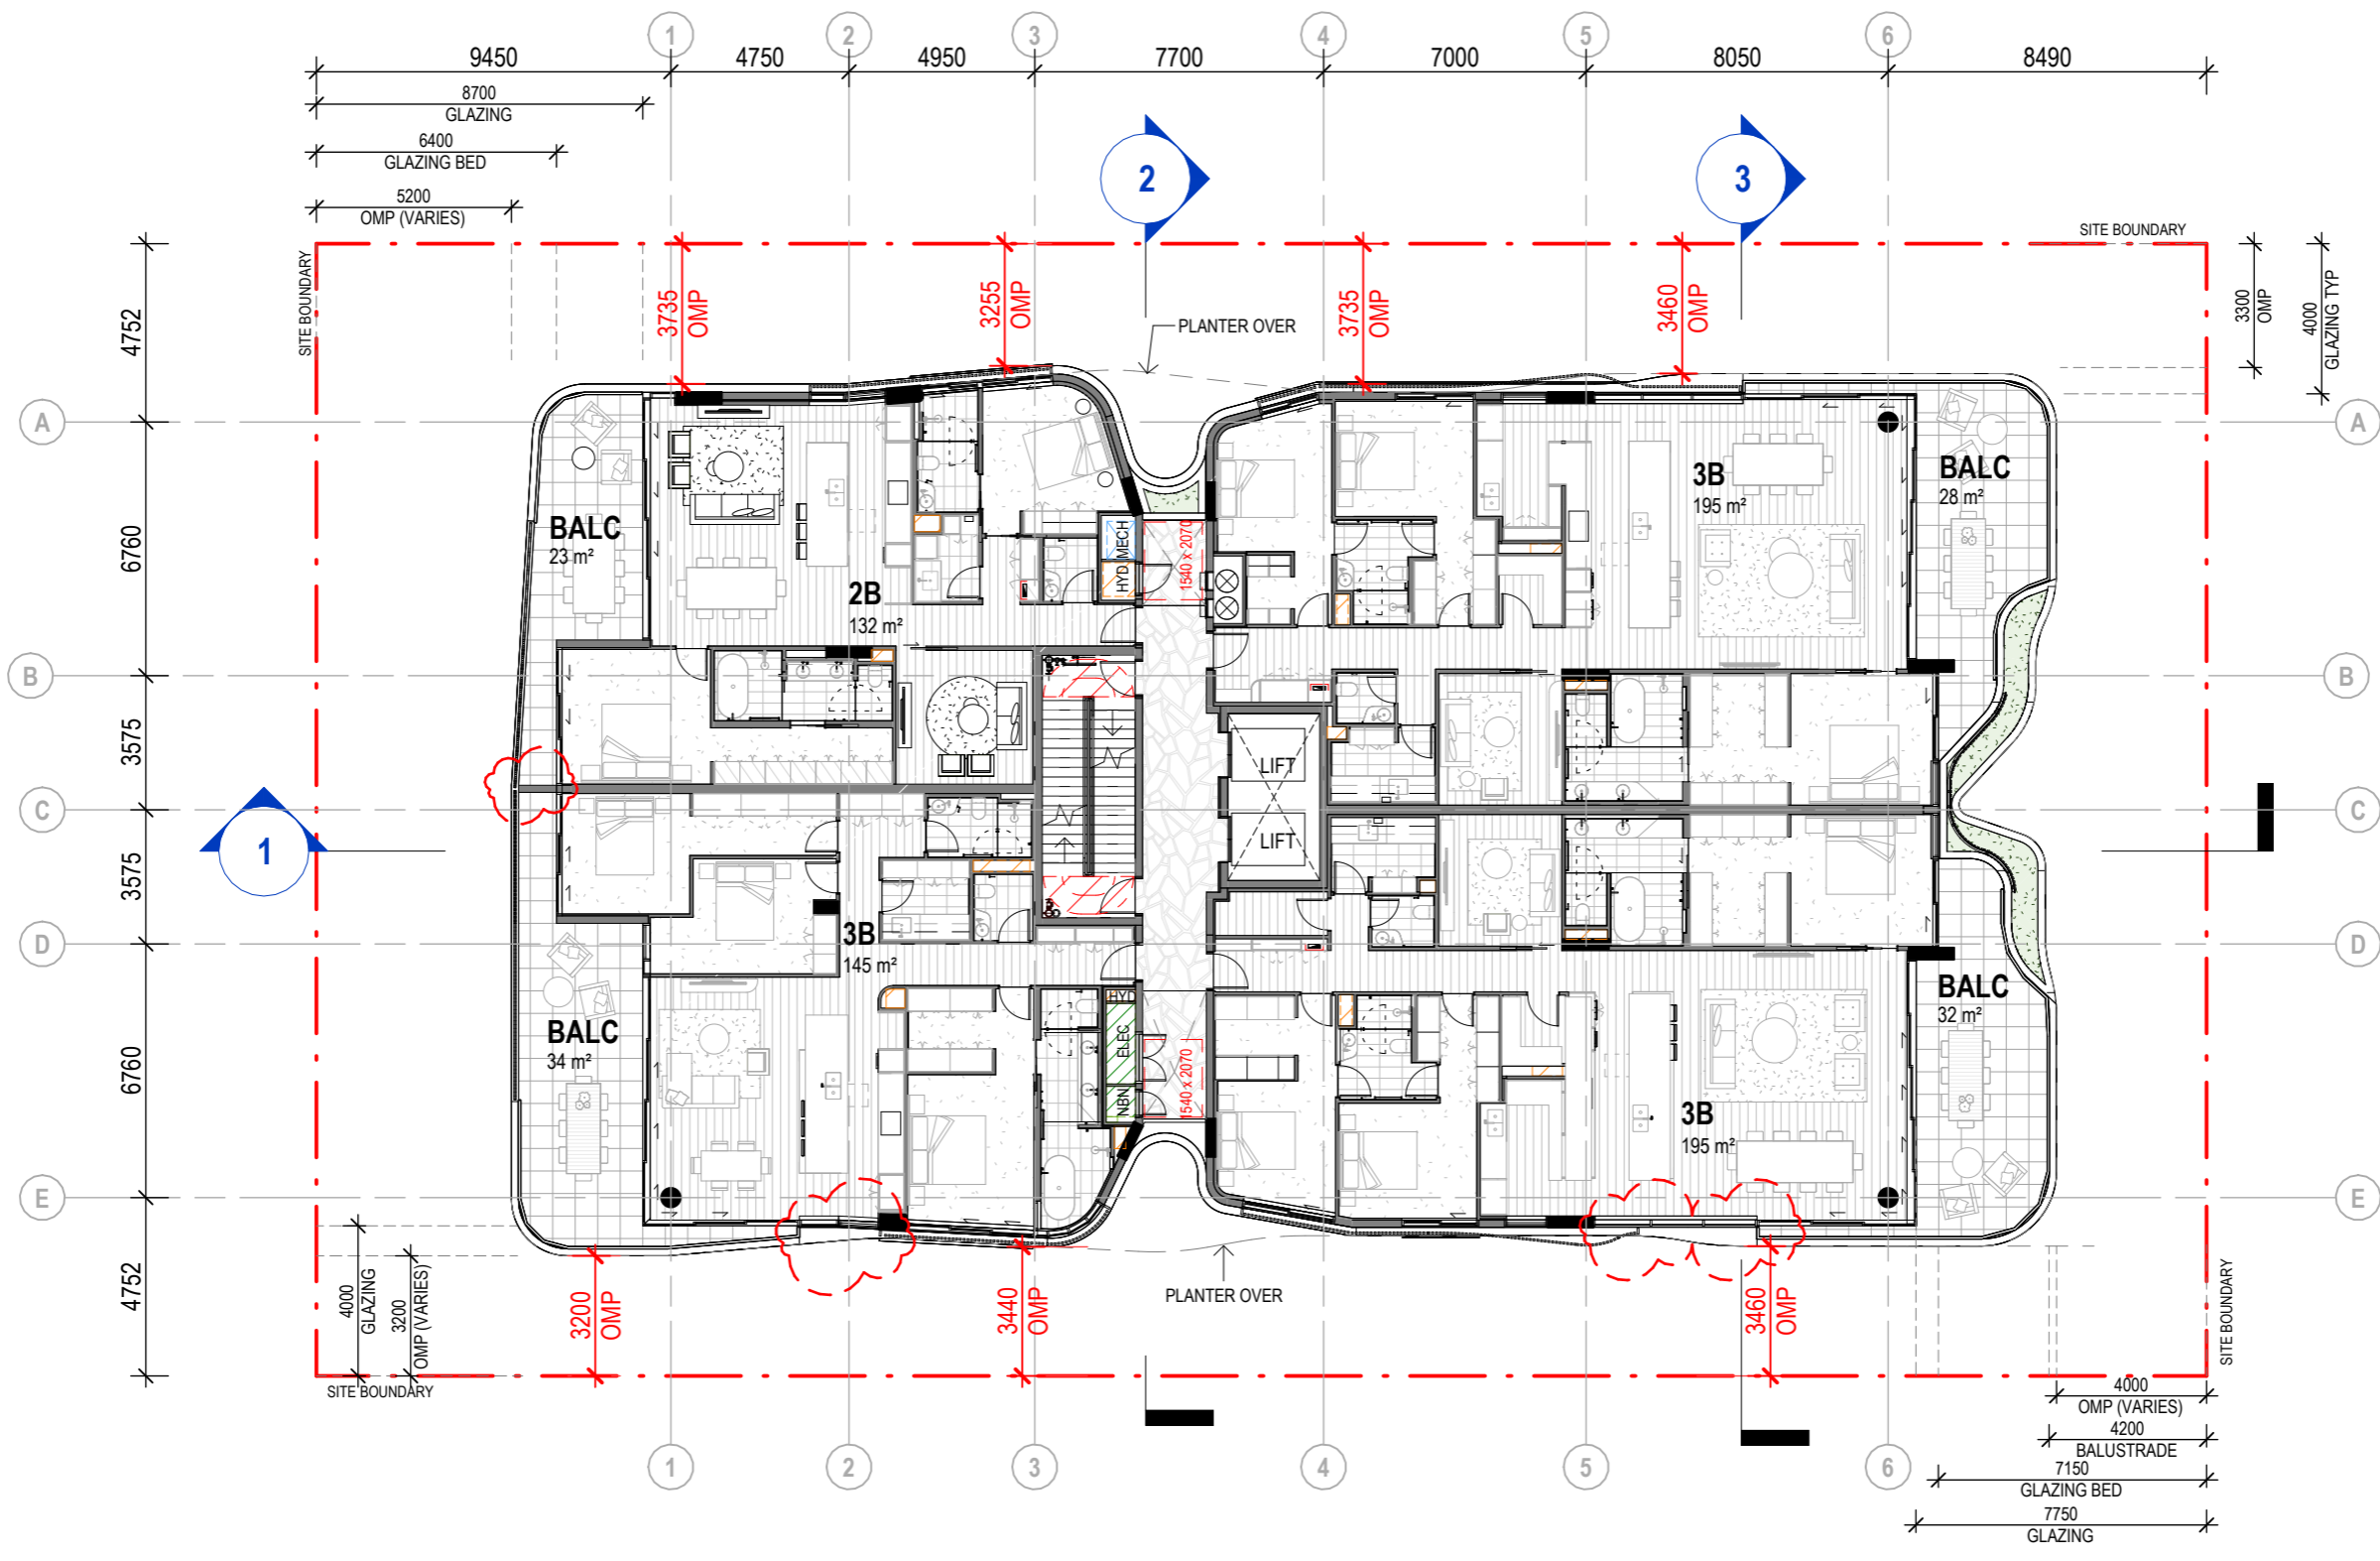 1 2 3 4 5 6
9450 4750 4950 7700 7000 8050 8490
8700
GLAZING
6400
GLAZING BED
5200
OMP (VARIES)
2
3
SITE BOUNDARY
SITE BOUNDARY
4752
3735
OMP
3255
OMP
3735
OMP
3460
OMP
3300
OMP
4000
GLAZING TYP
PLANTER OVER
A
A
6760
BALC
23 m²
2B
132 m²
HYD
MECH
1540 x 2070
3B
195 m²
BALC
28 m²
B
B
3575
LIFT
C
C
1
3575
LIFT
D
D
3B
145 m²
6760
BALC
34 m²
HYD
ELEC
NBN
1540 x 2070
3B
195 m²
BALC
32 m²
E
E
4752
4000
GLAZING
3200
OMP (VARIES)
3200
OMP
3440
OMP
PLANTER OVER
3460
OMP
SITE BOUNDARY
SITE BOUNDARY
4000
OMP (VARIES)
4200
BALUSTRADE
7150
GLAZING BED
7750
GLAZING
1 2 3 4 5 6